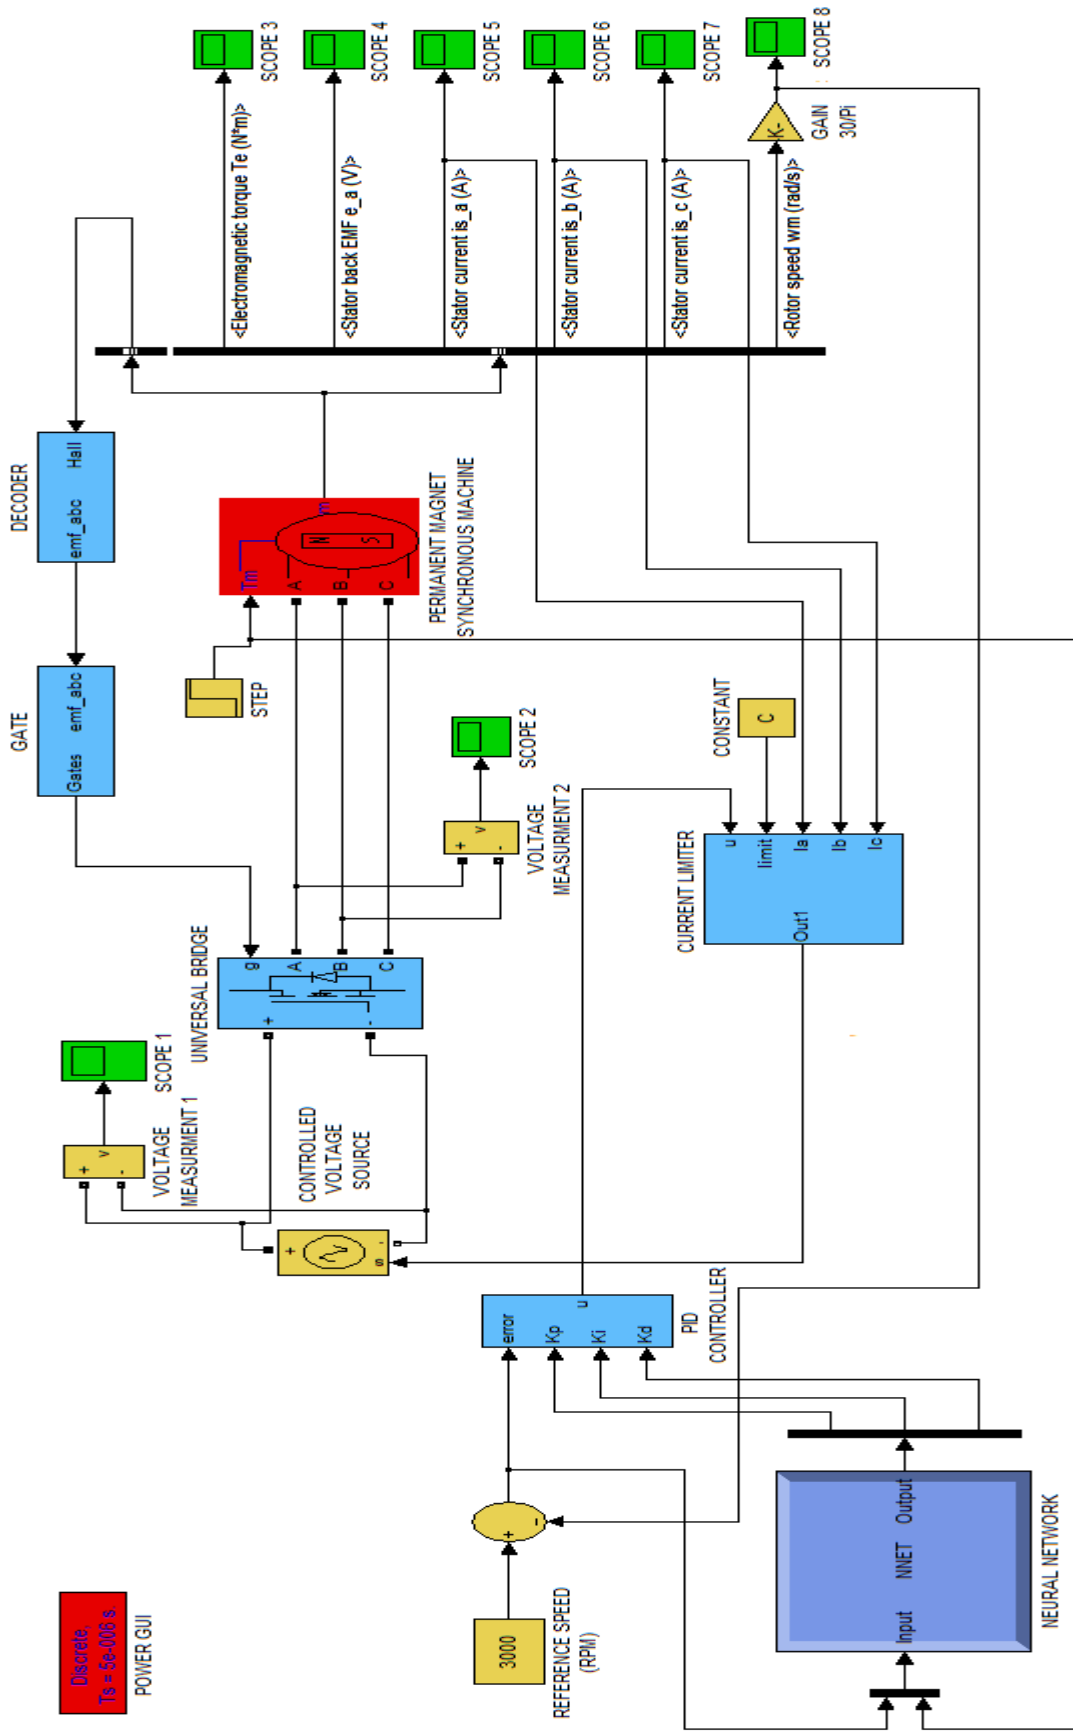 Discrete,
Ts = 5e-006 s.
POWER GUI
3000
REFERENCE SPEED
(RPM)
+
-
Input
NNET
Output
NEURAL NETWORK
error
Kp
Ki
Kd
u
PID
CONTROLLER
+
-
s
CONTROLLED
VOLTAGE
SOURCE
+
-
v
VOLTAGE
MEASURMENT 1
SCOPE 1
UNIVERSAL BRIDGE
g
+
-
A
B
C
GATE
Gates
emf_abc
DECODER
emf_abc
Hall
+
-
v
VOLTAGE
MEASURMENT 2
SCOPE 2
STEP
Tm
A
B
C
N
S
m
PERMANENT MAGNET
SYNCHRONOUS MACHINE
CURRENT LIMITER
Out1
u
limit
Ia
Ib
Ic
CONSTANT
C
<Electromagnetic torque Te (N*m)>
<Stator back EMF e_a (V)>
<Stator current is_a (A)>
<Stator current is_b (A)>
<Stator current is_c (A)>
<Rotor speed wm (rad/s)>
K-
GAIN
30/Pi
SCOPE 3
SCOPE 4
SCOPE 5
SCOPE 6
SCOPE 7
SCOPE 8